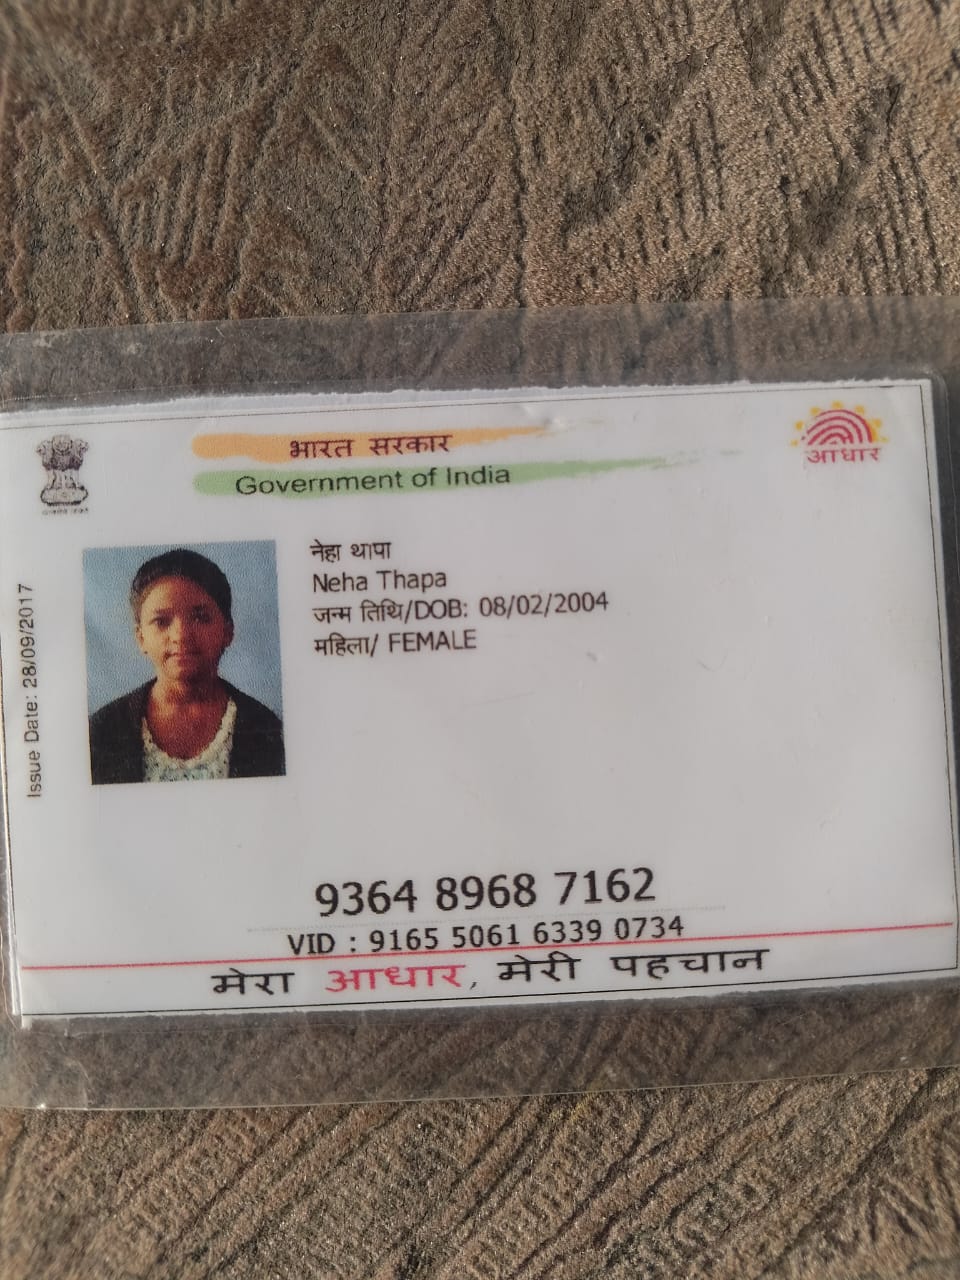 भारत सरकार
Government of India
आधार
Issue Date: 28/09/2017
नेहा थापा
Neha Thapa
जन्म तिथि/DOB: 08/02/2004
महिला/ FEMALE
9364 8968 7162
VID : 9165 5061 6339 0734
मेरा आधार, मेरी पहचान